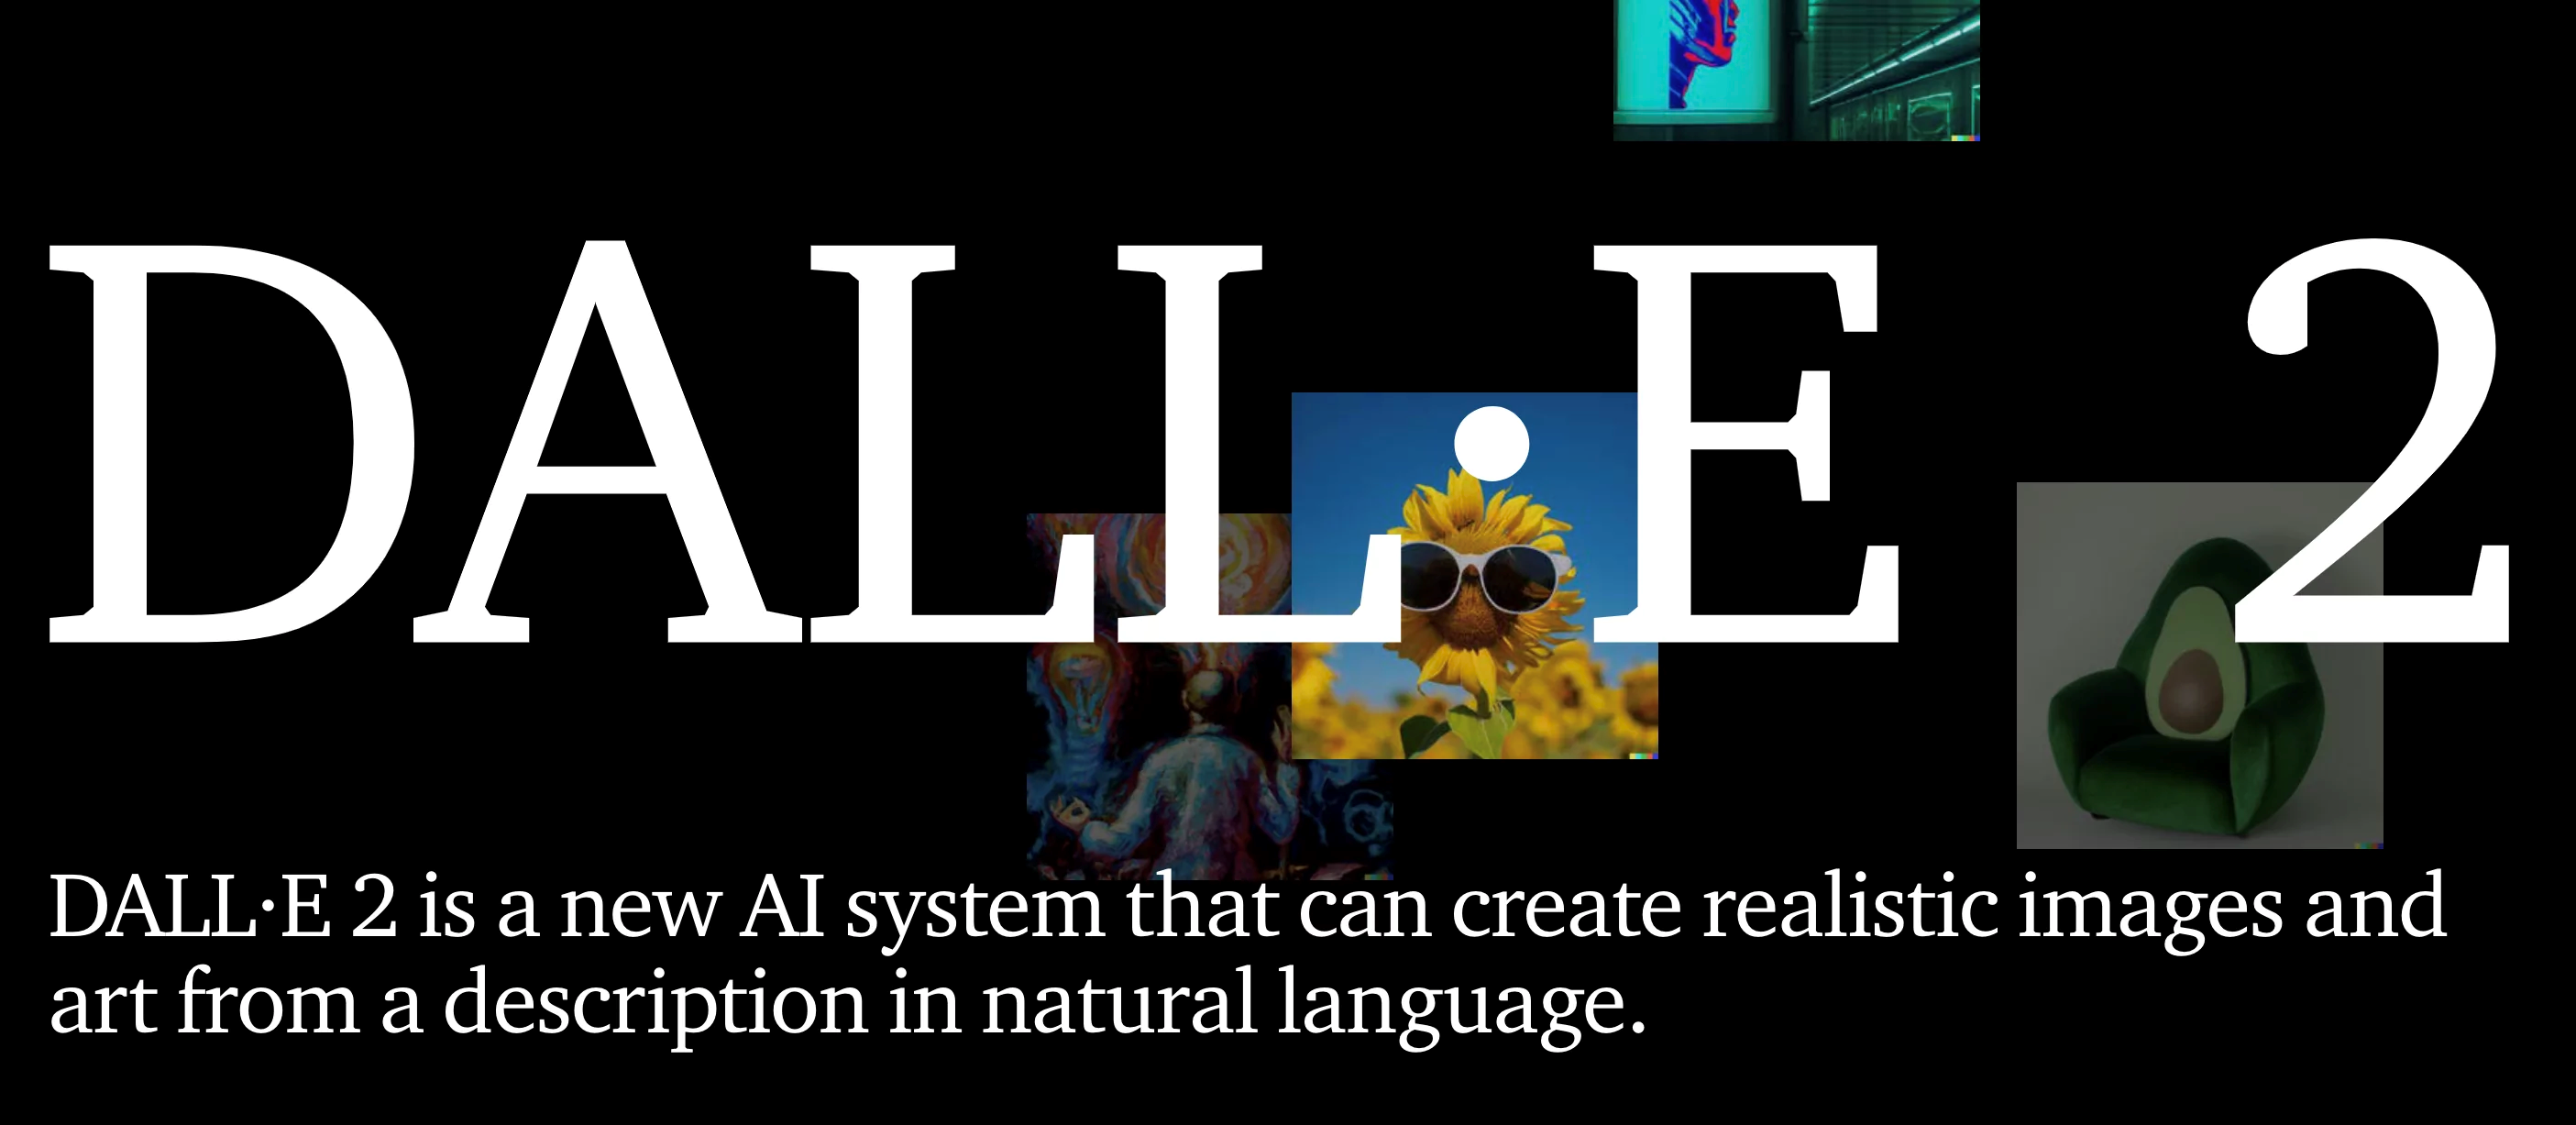 DALL·E 2
DALL·E 2 is a new AI system that can create realistic images and
art from a description in natural language.